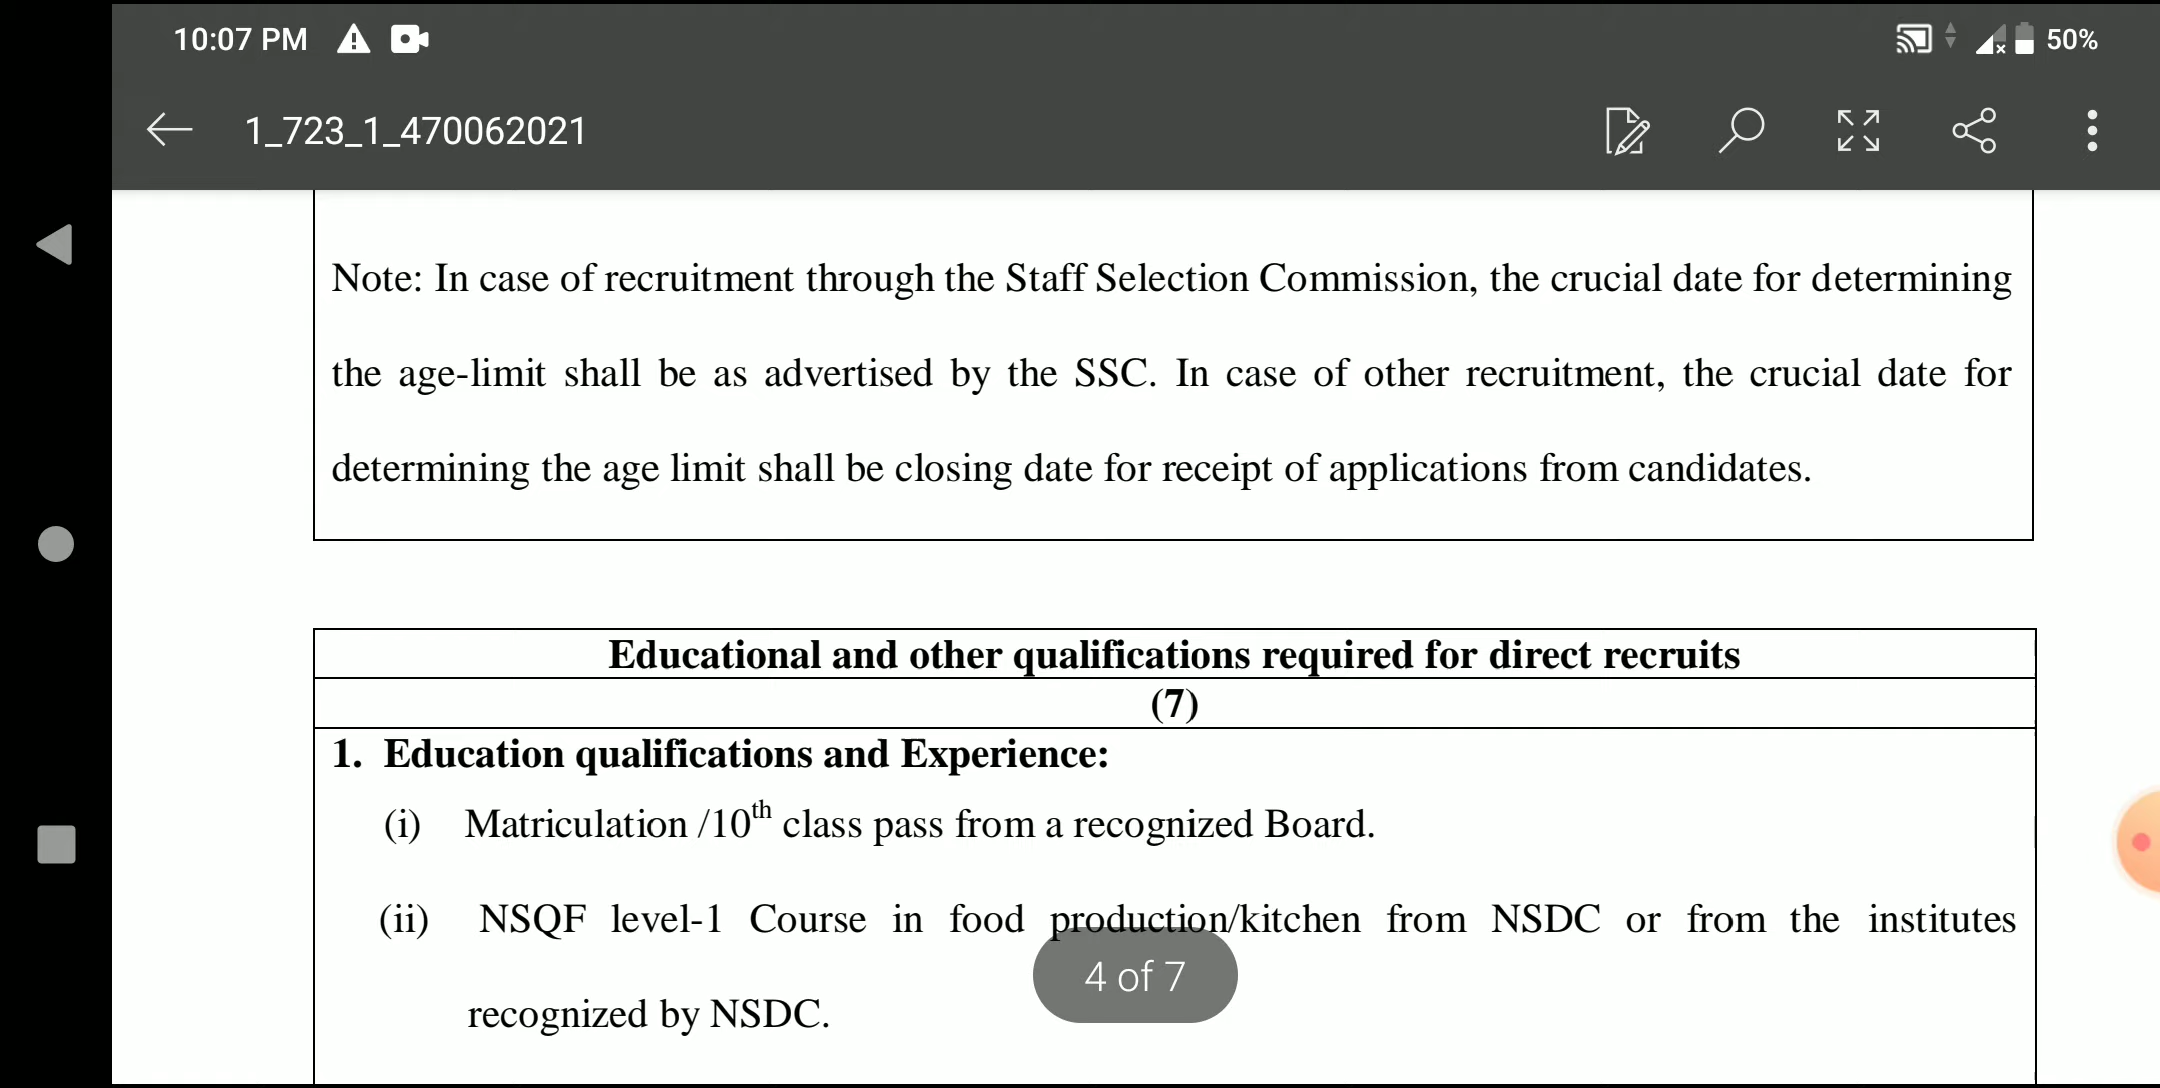 10:07 PM
50%
1_723_1_470062021
Note: In case of recruitment through the Staff Selection Commission, the crucial date for determining
the age-limit shall be as advertised by the SSC. In case of other recruitment, the crucial date for
determining the age limit shall be closing date for receipt of applications from candidates.
Educational and other qualifications required for direct recruits
(7)
1. Education qualifications and Experience:
(i) Matriculation /10th class pass from a recognized Board.
(ii) NSQF level-1 Course in food production/kitchen from NSDC or from the institutes
4 of 7
recognized by NSDC.